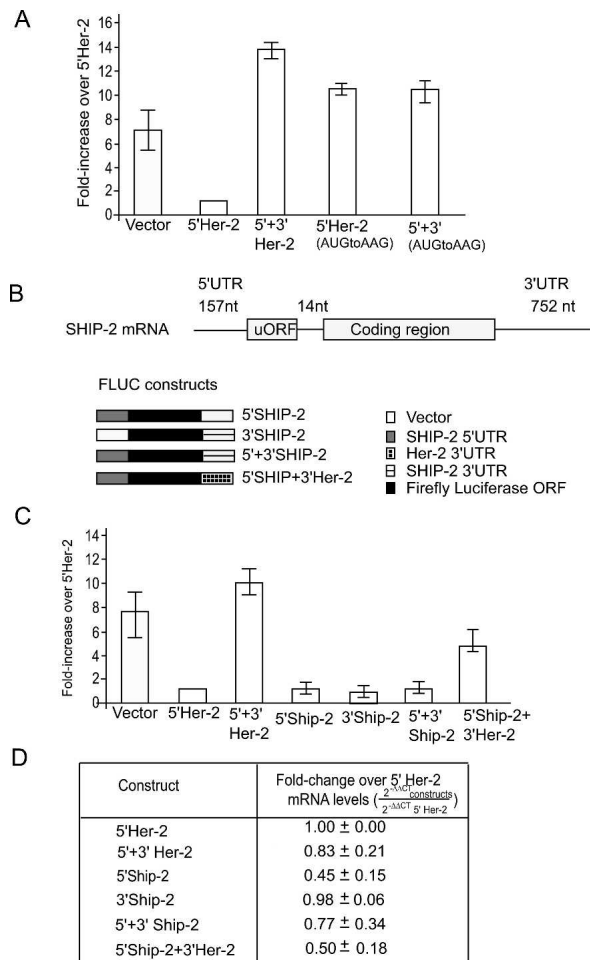 A
Fold-increase over 5'Her-2
16
14
12
10
8
6
4
2
0
Vector
5'Her-2
5'+3'
Her-2
5'Her-2
(AUGtoAAG)
5'+3'
(AUGtoAAG)
B
5'UTR
3'UTR
157nt
14nt
752 nt
SHIP-2 mRNA
uORF
Coding region
FLUC constructs
5'SHIP-2
3'SHIP-2
5'+3'SHIP-2
5'SHIP+3'Her-2
Vector
SHIP-2 5'UTR
Her-2 3'UTR
SHIP-2 3'UTR
Firefly Luciferase ORF
C
Fold-increase over 5'Her-2
14
12
10
8
6
4
2
0
Vector
5'Her-2
5'+3'
Her-2
5'Ship-2
3'Ship-2
5'+3'
Ship-2
5'Ship-2+
3'Her-2
D
Construct
Fold-change over 5' Her-2
mRNA levels (2^-ΔΔCT constructs / 2^-ΔΔCT 5' Her-2)
5'Her-2 1.00 ± 0.00
5'+3' Her-2 0.83 ± 0.21
5'Ship-2 0.45 ± 0.15
3'Ship-2 0.98 ± 0.06
5'+3' Ship-2 0.77 ± 0.34
5'Ship-2+3'Her-2 0.50 ± 0.18